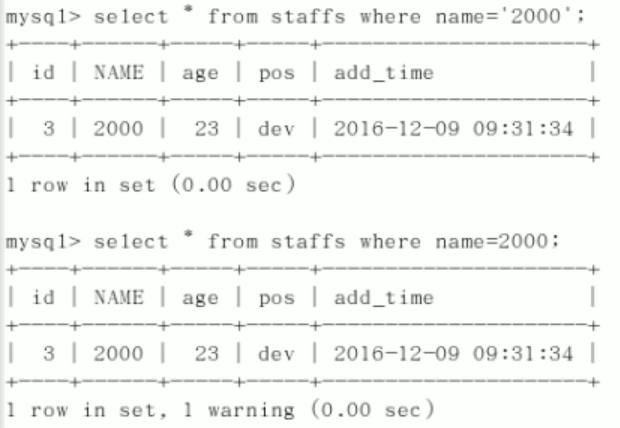 mysql> select * from staffs where name='2000';
+----+------+-----+-----+---------------------+
| id | NAME | age | pos | add_time            |
+----+------+-----+-----+---------------------+
|  3 | 2000 |  23 | dev | 2016-12-09 09:31:34 |
+----+------+-----+-----+---------------------+
1 row in set (0.00 sec)
mysql> select * from staffs where name=2000;
+----+------+-----+-----+---------------------+
| id | NAME | age | pos | add_time            |
+----+------+-----+-----+---------------------+
|  3 | 2000 |  23 | dev | 2016-12-09 09:31:34 |
+----+------+-----+-----+---------------------+
1 row in set, 1 warning (0.00 sec)